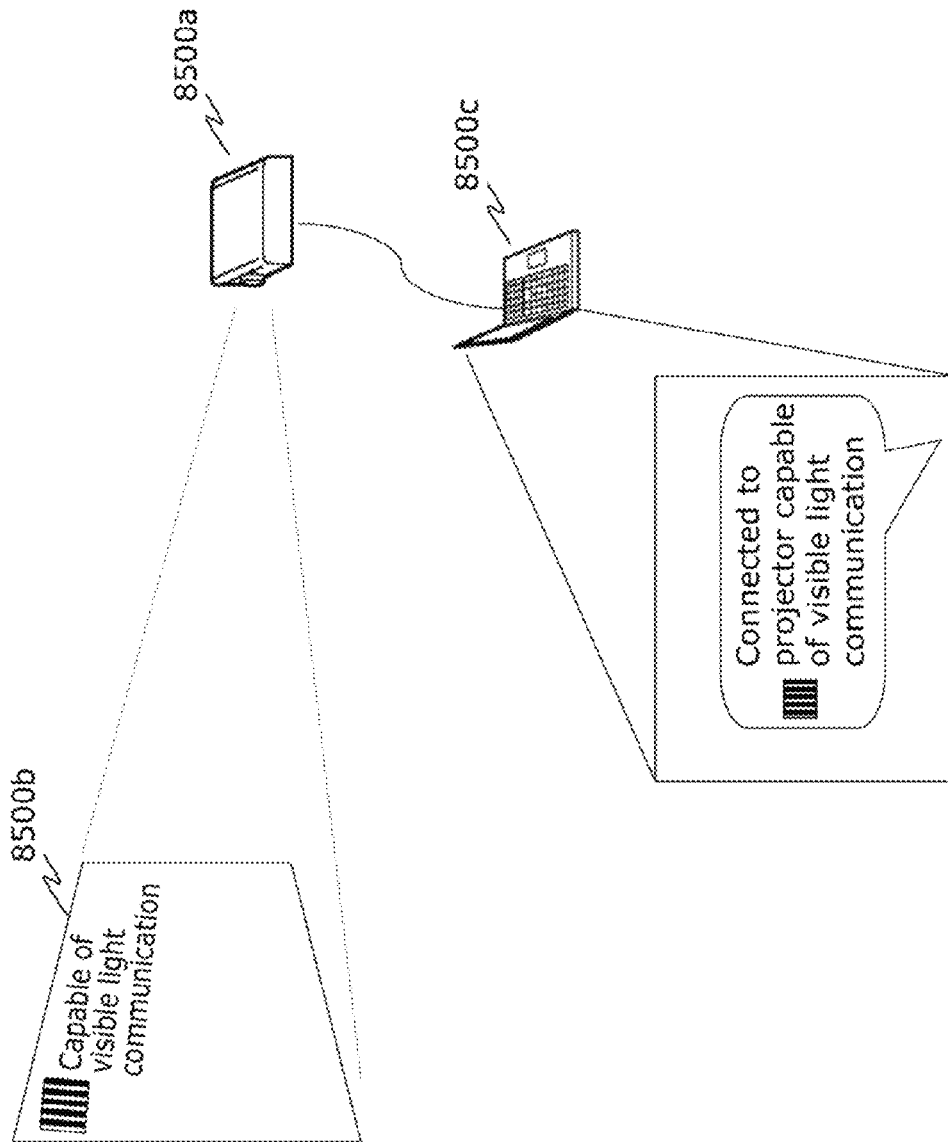 8500a
8500b
Capable of
visible light
communication
8500c
Connected to
projector capable
of visible light
communication